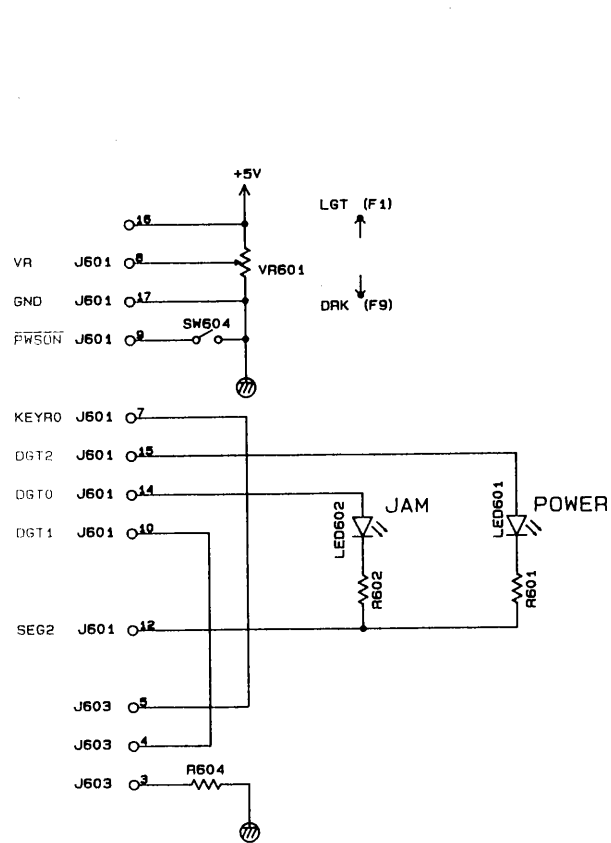 +5V
LGT (F1)
16
VR J601 8 VR601
GND J601 17
DRK (F9)
SW604
PWSON J601 9
KEYR0 J601 7
DGT2 J601 15
DGT0 J601 14
LED602 JAM LED601 POWER
DGT1 J601 10
R602 R601
SEG2 J601 12
J603 5
J603 4
R604
J603 3